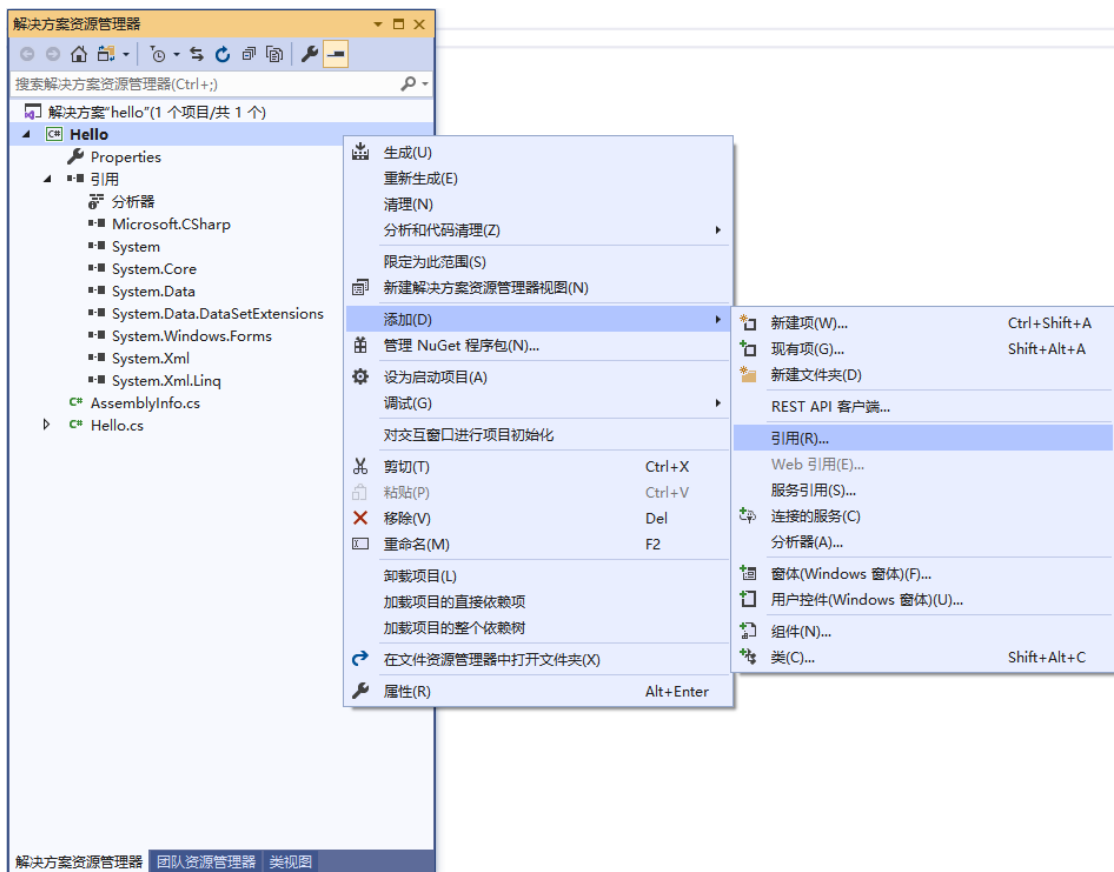 解决方案资源管理器
搜索解决方案资源管理器(Ctrl+;)
解决方案"hello"(1 个项目/共 1 个)
C# Hello
Properties
引用
分析器
Microsoft.CSharp
System
System.Core
System.Data
System.Data.DataSetExtensions
System.Windows.Forms
System.Xml
System.Xml.Linq
C# AssemblyInfo.cs
C# Hello.cs
解决方案资源管理器 团队资源管理器 类视图
生成(U)
重新生成(E)
清理(N)
分析和代码清理(Z)
限定为此范围(S)
新建解决方案资源管理器视图(N)
添加(D)
管理 NuGet 程序包(N)...
设为启动项目(A)
调试(G)
对交互窗口进行项目初始化
剪切(T) Ctrl+X
粘贴(P) Ctrl+V
移除(V) Del
重命名(M) F2
卸载项目(L)
加载项目的直接依赖项
加载项目的整个依赖树
在文件资源管理器中打开文件夹(X)
属性(R) Alt+Enter
新建项(W)... Ctrl+Shift+A
现有项(G)... Shift+Alt+A
新建文件夹(D)
REST API 客户端...
引用(R)...
Web 引用(E)...
服务引用(S)...
连接的服务(C)
分析器(A)...
窗体(Windows 窗体)(F)...
用户控件(Windows 窗体)(U)...
组件(N)...
类(C)... Shift+Alt+C